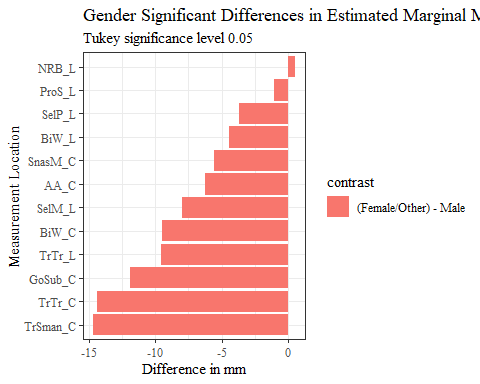 Gender Significant Differences in Estimated Marginal
Tukey significance level 0.05
NRB_L
ProS_L
SelP_L
BiW_L
SnasM_C
AA_C
SelM_L
BiW_C
TrTr_L
GoSub_C
TrTr_C
TrSman_C
Measurement Location
-15
-10
-5
0
Difference in mm
contrast
(Female/Other) - Male